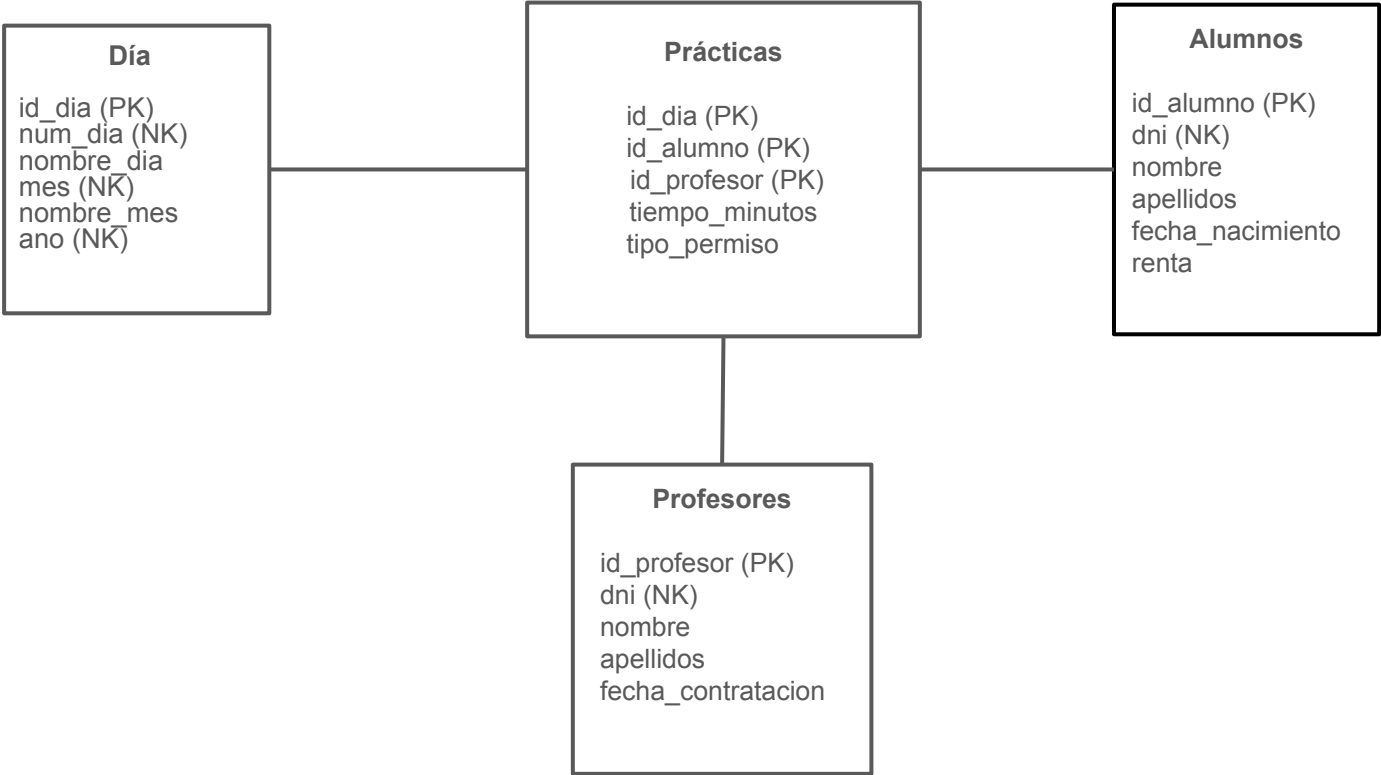 Día
id_dia (PK)
num_dia (NK)
nombre_dia
mes (NK)
nombre_mes
ano (NK)
Prácticas
id_dia (PK)
id_alumno (PK)
id_profesor (PK)
tiempo_minutos
tipo_permiso
Alumnos
id_alumno (PK)
dni (NK)
nombre
apellidos
fecha_nacimiento
renta
Profesores
id_profesor (PK)
dni (NK)
nombre
apellidos
fecha_contratacion